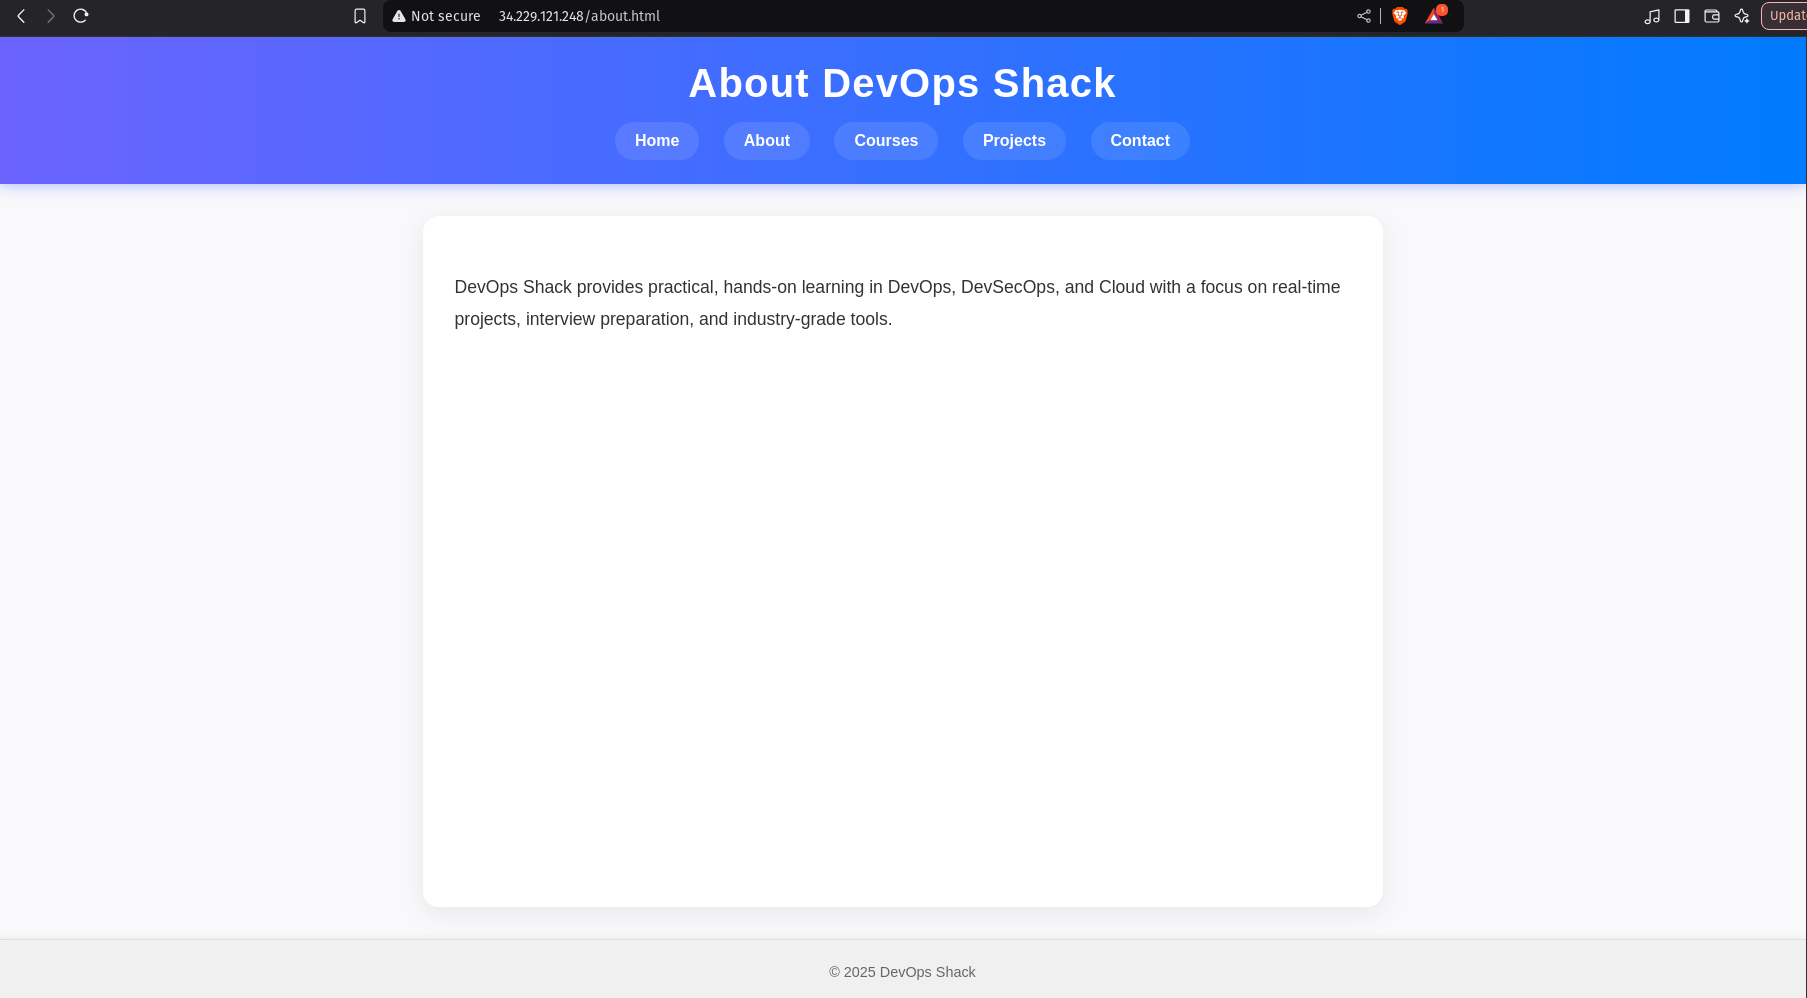 Not secure 34.229.121.248/about.html
1
About DevOps Shack
Home About Courses Projects Contact
DevOps Shack provides practical, hands-on learning in DevOps, DevSecOps, and Cloud with a focus on real-time
projects, interview preparation, and industry-grade tools.
© 2025 DevOps Shack